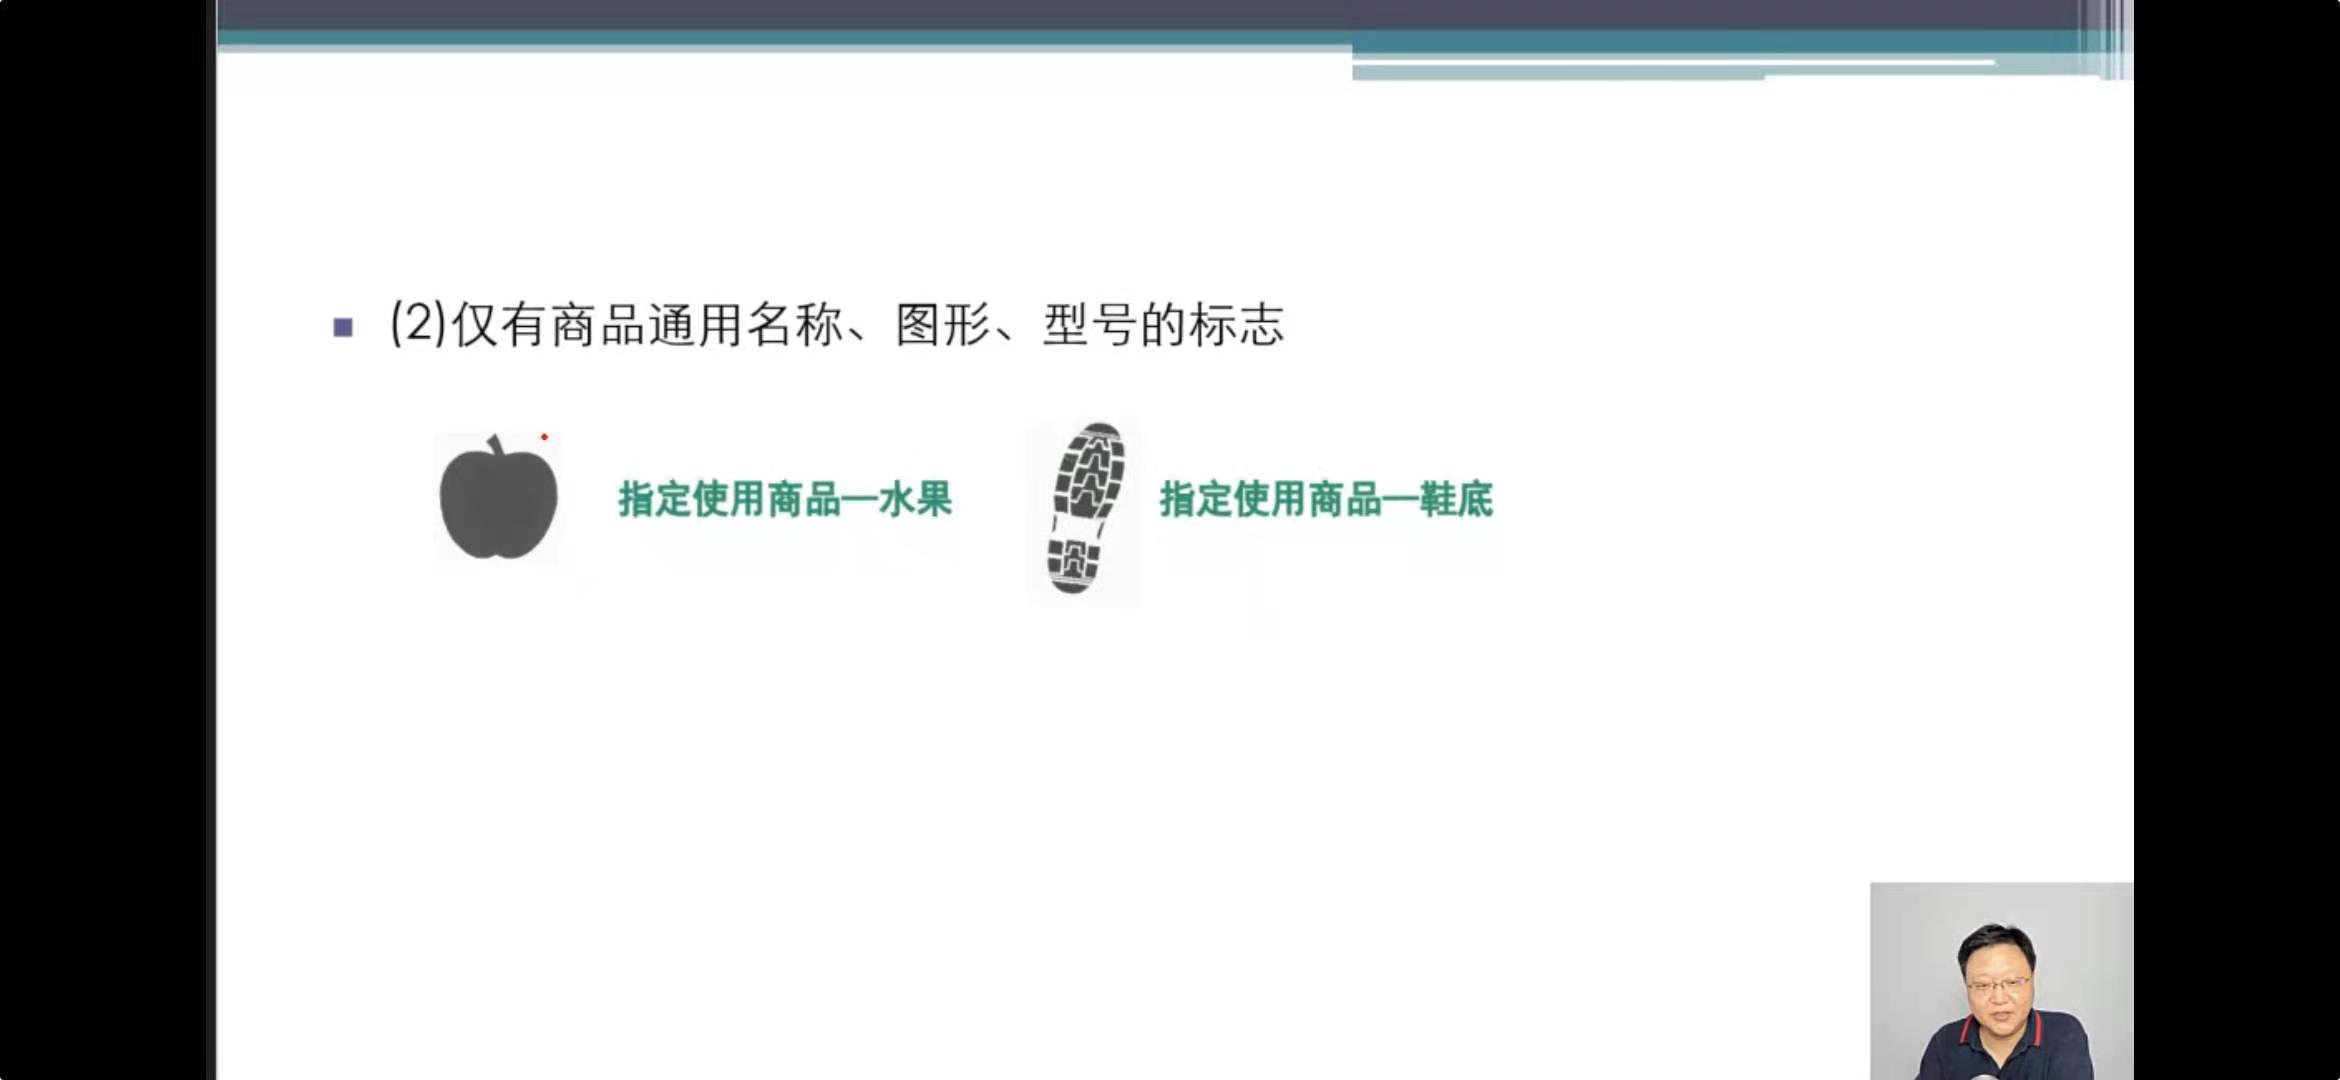 (2)仅有商品通用名称、图形、型号的标志
指定使用商品—水果
指定使用商品—鞋底